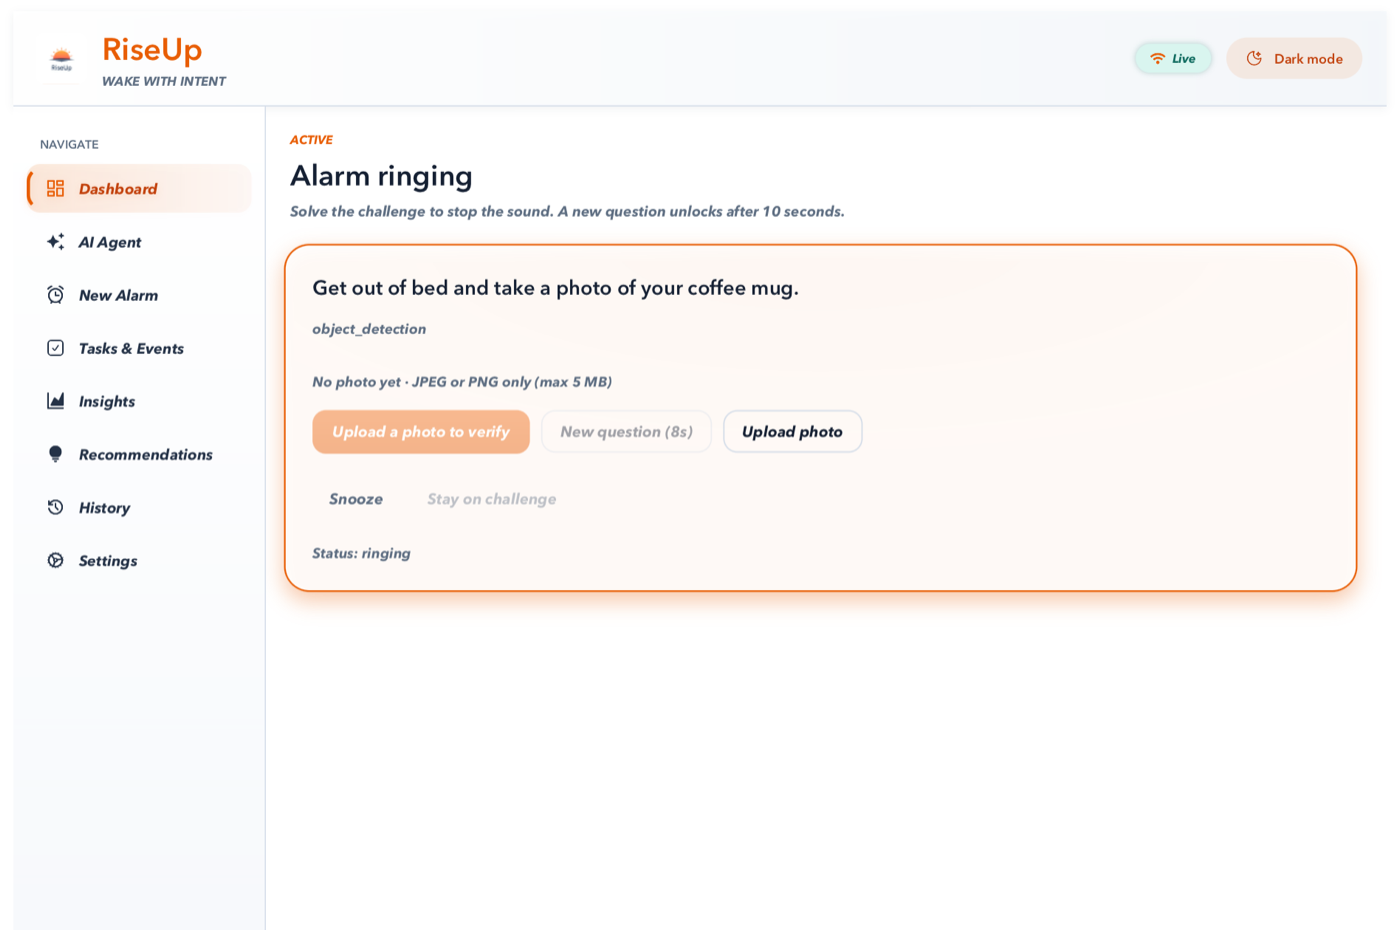 RiseUp
RiseUp
WAKE WITH INTENT
Live
Dark mode
NAVIGATE
Dashboard
AI Agent
New Alarm
Tasks & Events
Insights
Recommendations
History
Settings
ACTIVE
Alarm ringing
Solve the challenge to stop the sound. A new question unlocks after 10 seconds.
Get out of bed and take a photo of your coffee mug.
object_detection
No photo yet · JPEG or PNG only (max 5 MB)
Upload a photo to verify
New question (8s)
Upload photo
Snooze
Stay on challenge
Status: ringing